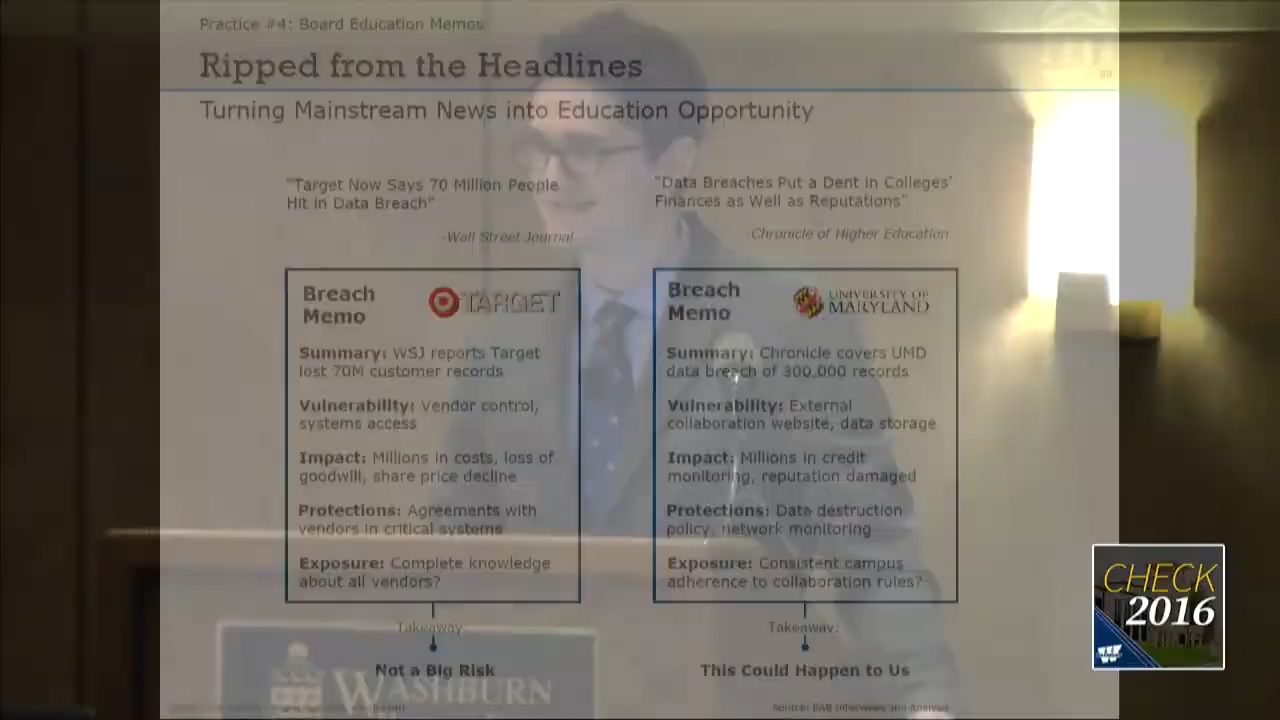 Practice #4: Board Education Memos
Ripped from the Headlines
Turning Mainstream News into Education Opportunity
"Target Now Says 70 Million People
Hit in Data Breach"
-Wall Street Journal
Breach
Memo
TARGET
Summary: WSJ reports Target
lost 70M customer records
Vulnerability: Vendor control,
systems access
Impact: Millions in costs, loss of
goodwill, share price decline
Protections: Agreements with
vendors in critical systems
Exposure: Complete knowledge
about all vendors?
Takeaway:
Not a Big Risk
"Data Breaches Put a Dent in Colleges'
Finances as Well as Reputations"
-Chronicle of Higher Education
Breach
Memo
UNIVERSITY OF
MARYLAND
Summary: Chronicle covers UMD
data breach of 300,000 records
Vulnerability: External
collaboration website, data storage
Impact: Millions in credit
monitoring, reputation damaged
Protections: Data destruction
policy, network monitoring
Exposure: Consistent campus
adherence to collaboration rules?
Takeaway:
This Could Happen to Us
WASHBURN
CHECK
2016
W